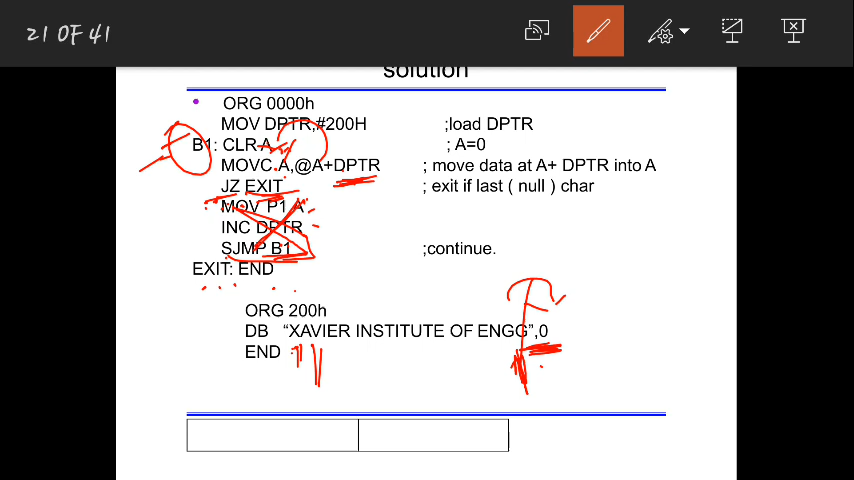 21 OF 41
solution
• ORG 0000h
MOV DPTR,#200H ;load DPTR
B1: CLR A ; A=0
MOVC A,@A+DPTR ; move data at A+ DPTR into A
JZ EXIT ; exit if last ( null ) char
MOV P1 A
INC DPTR
SJMP B1 ;continue.
EXIT: END
ORG 200h
DB “XAVIER INSTITUTE OF ENGG”,0
END